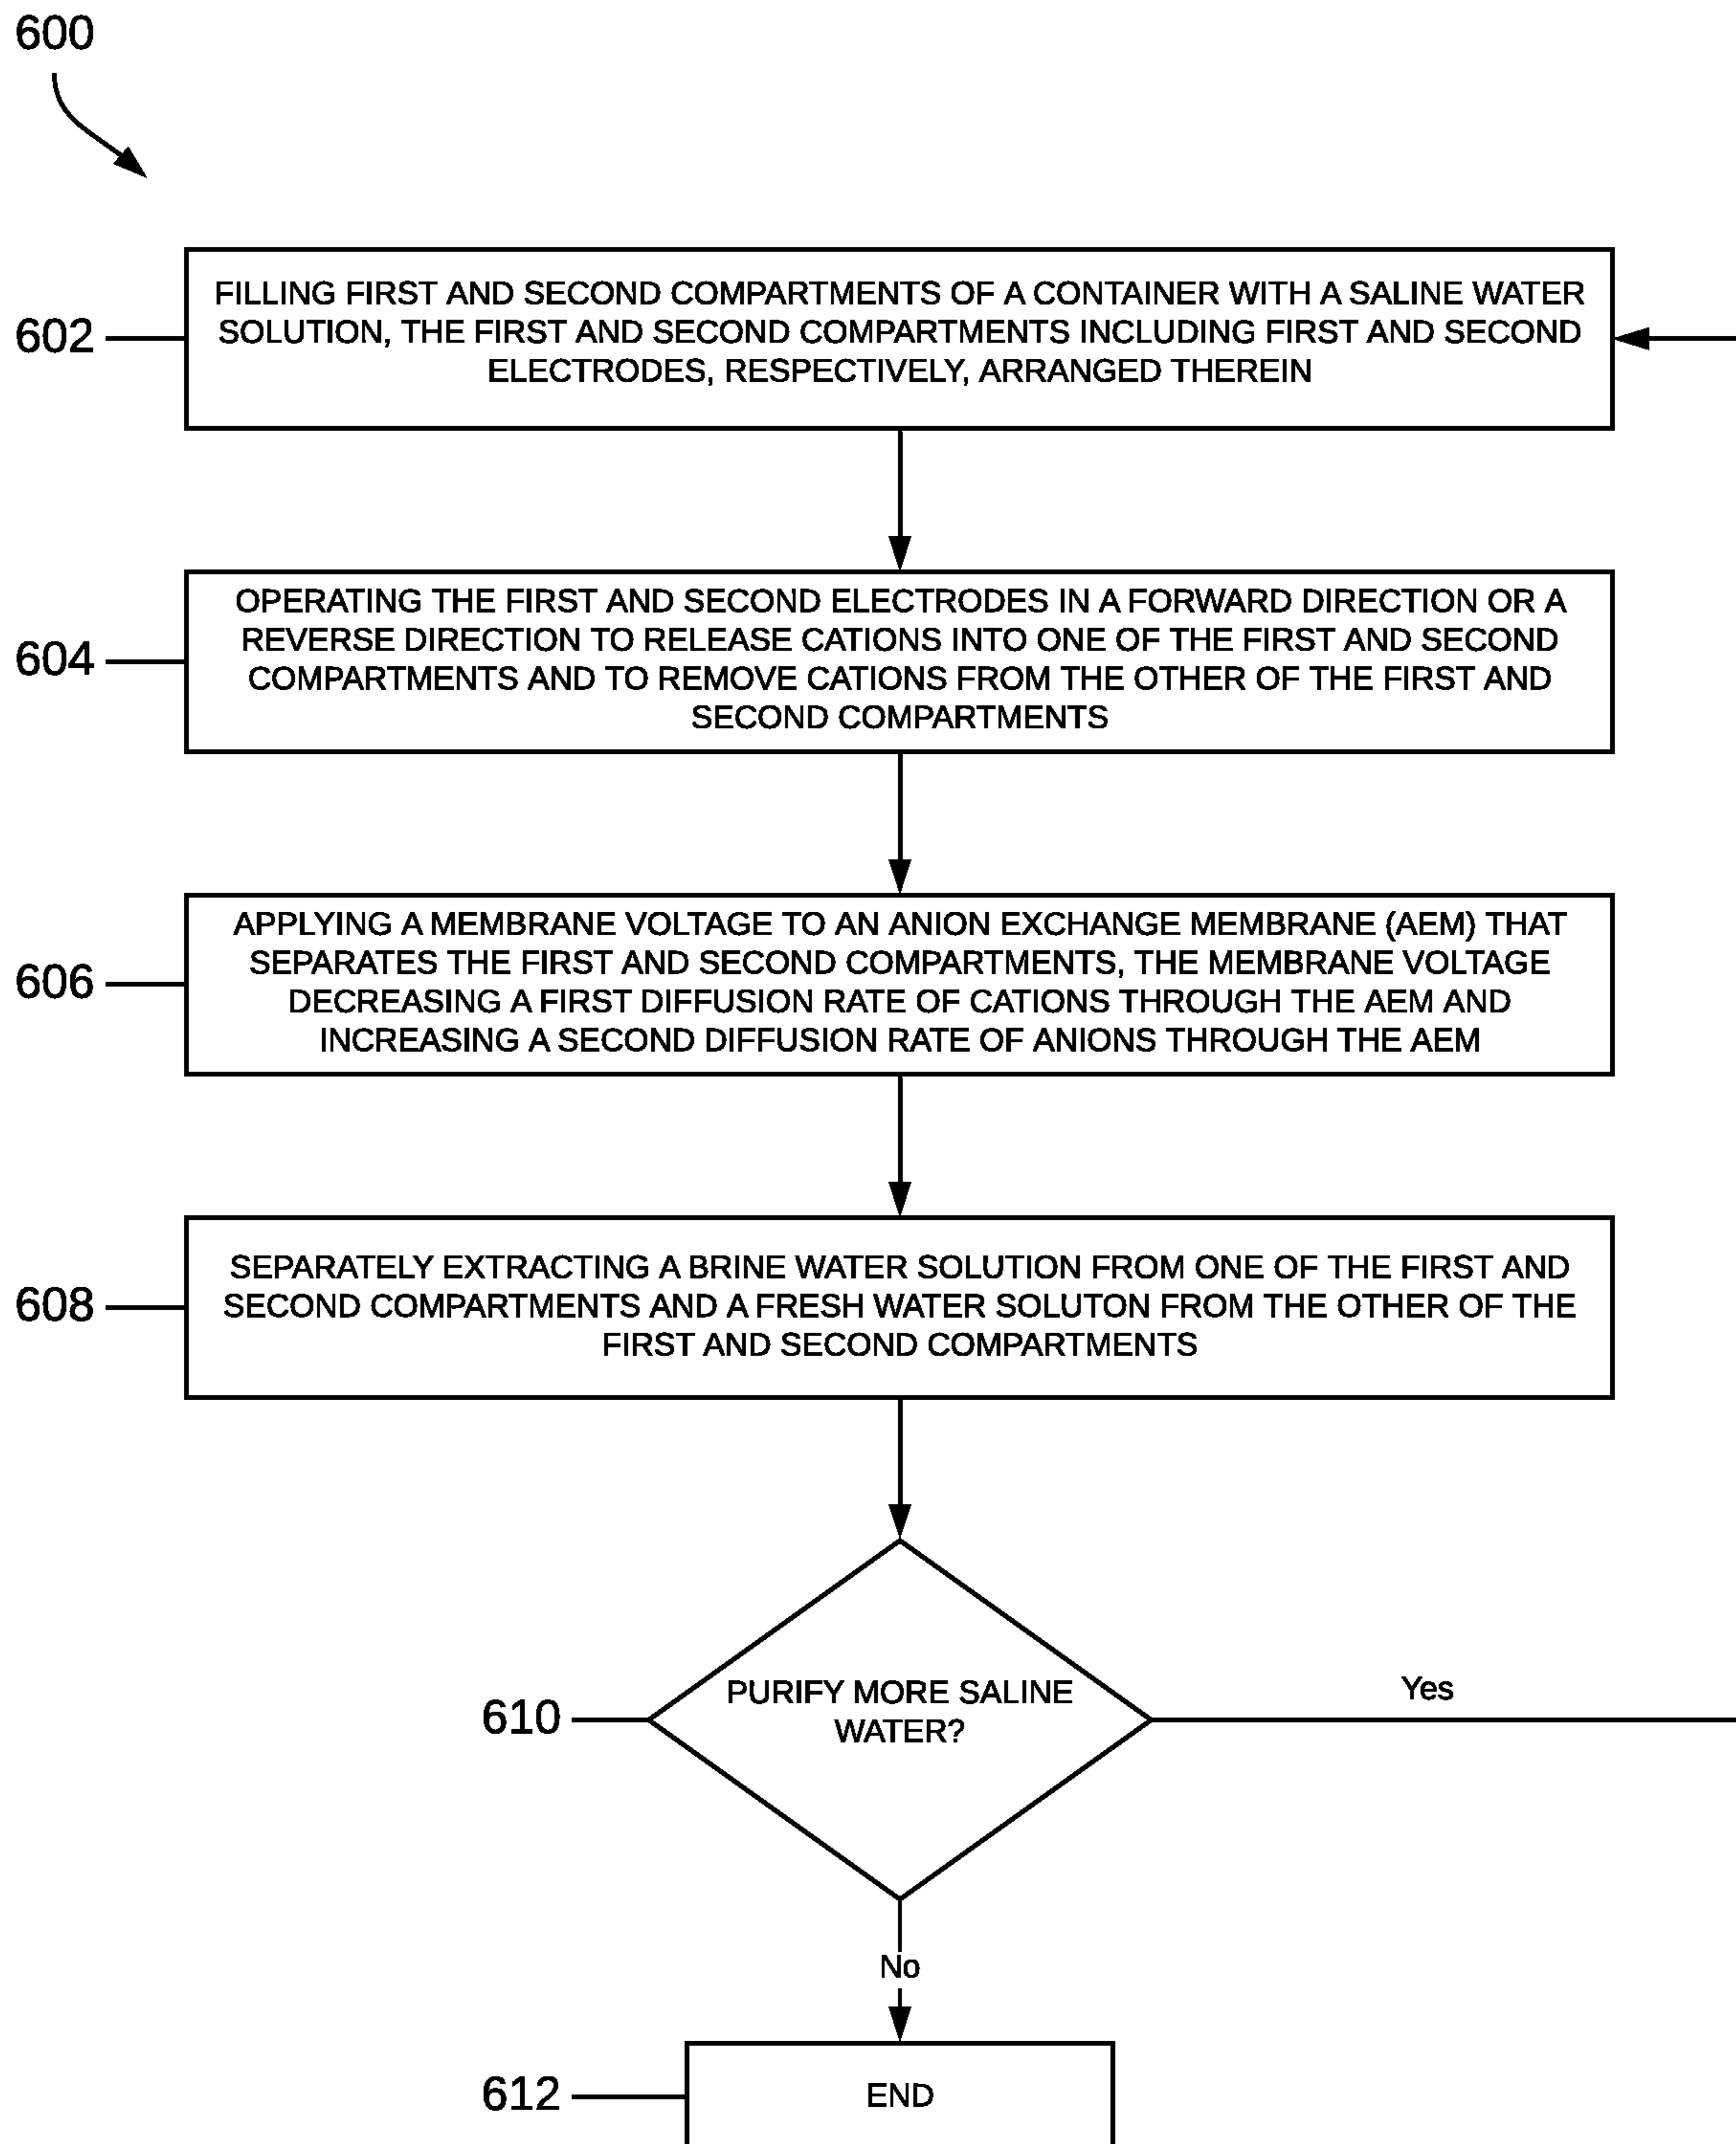 600
602
FILLING FIRST AND SECOND COMPARTMENTS OF A CONTAINER WITH A SALINE WATER
SOLUTION, THE FIRST AND SECOND COMPARTMENTS INCLUDING FIRST AND SECOND
ELECTRODES, RESPECTIVELY, ARRANGED THEREIN
604
OPERATING THE FIRST AND SECOND ELECTRODES IN A FORWARD DIRECTION OR A
REVERSE DIRECTION TO RELEASE CATIONS INTO ONE OF THE FIRST AND SECOND
COMPARTMENTS AND TO REMOVE CATIONS FROM THE OTHER OF THE FIRST AND
SECOND COMPARTMENTS
606
APPLYING A MEMBRANE VOLTAGE TO AN ANION EXCHANGE MEMBRANE (AEM) THAT
SEPARATES THE FIRST AND SECOND COMPARTMENTS, THE MEMBRANE VOLTAGE
DECREASING A FIRST DIFFUSION RATE OF CATIONS THROUGH THE AEM AND
INCREASING A SECOND DIFFUSION RATE OF ANIONS THROUGH THE AEM
608
SEPARATELY EXTRACTING A BRINE WATER SOLUTION FROM ONE OF THE FIRST AND
SECOND COMPARTMENTS AND A FRESH WATER SOLUTON FROM THE OTHER OF THE
FIRST AND SECOND COMPARTMENTS
610
PURIFY MORE SALINE
WATER?
Yes
No
612
END